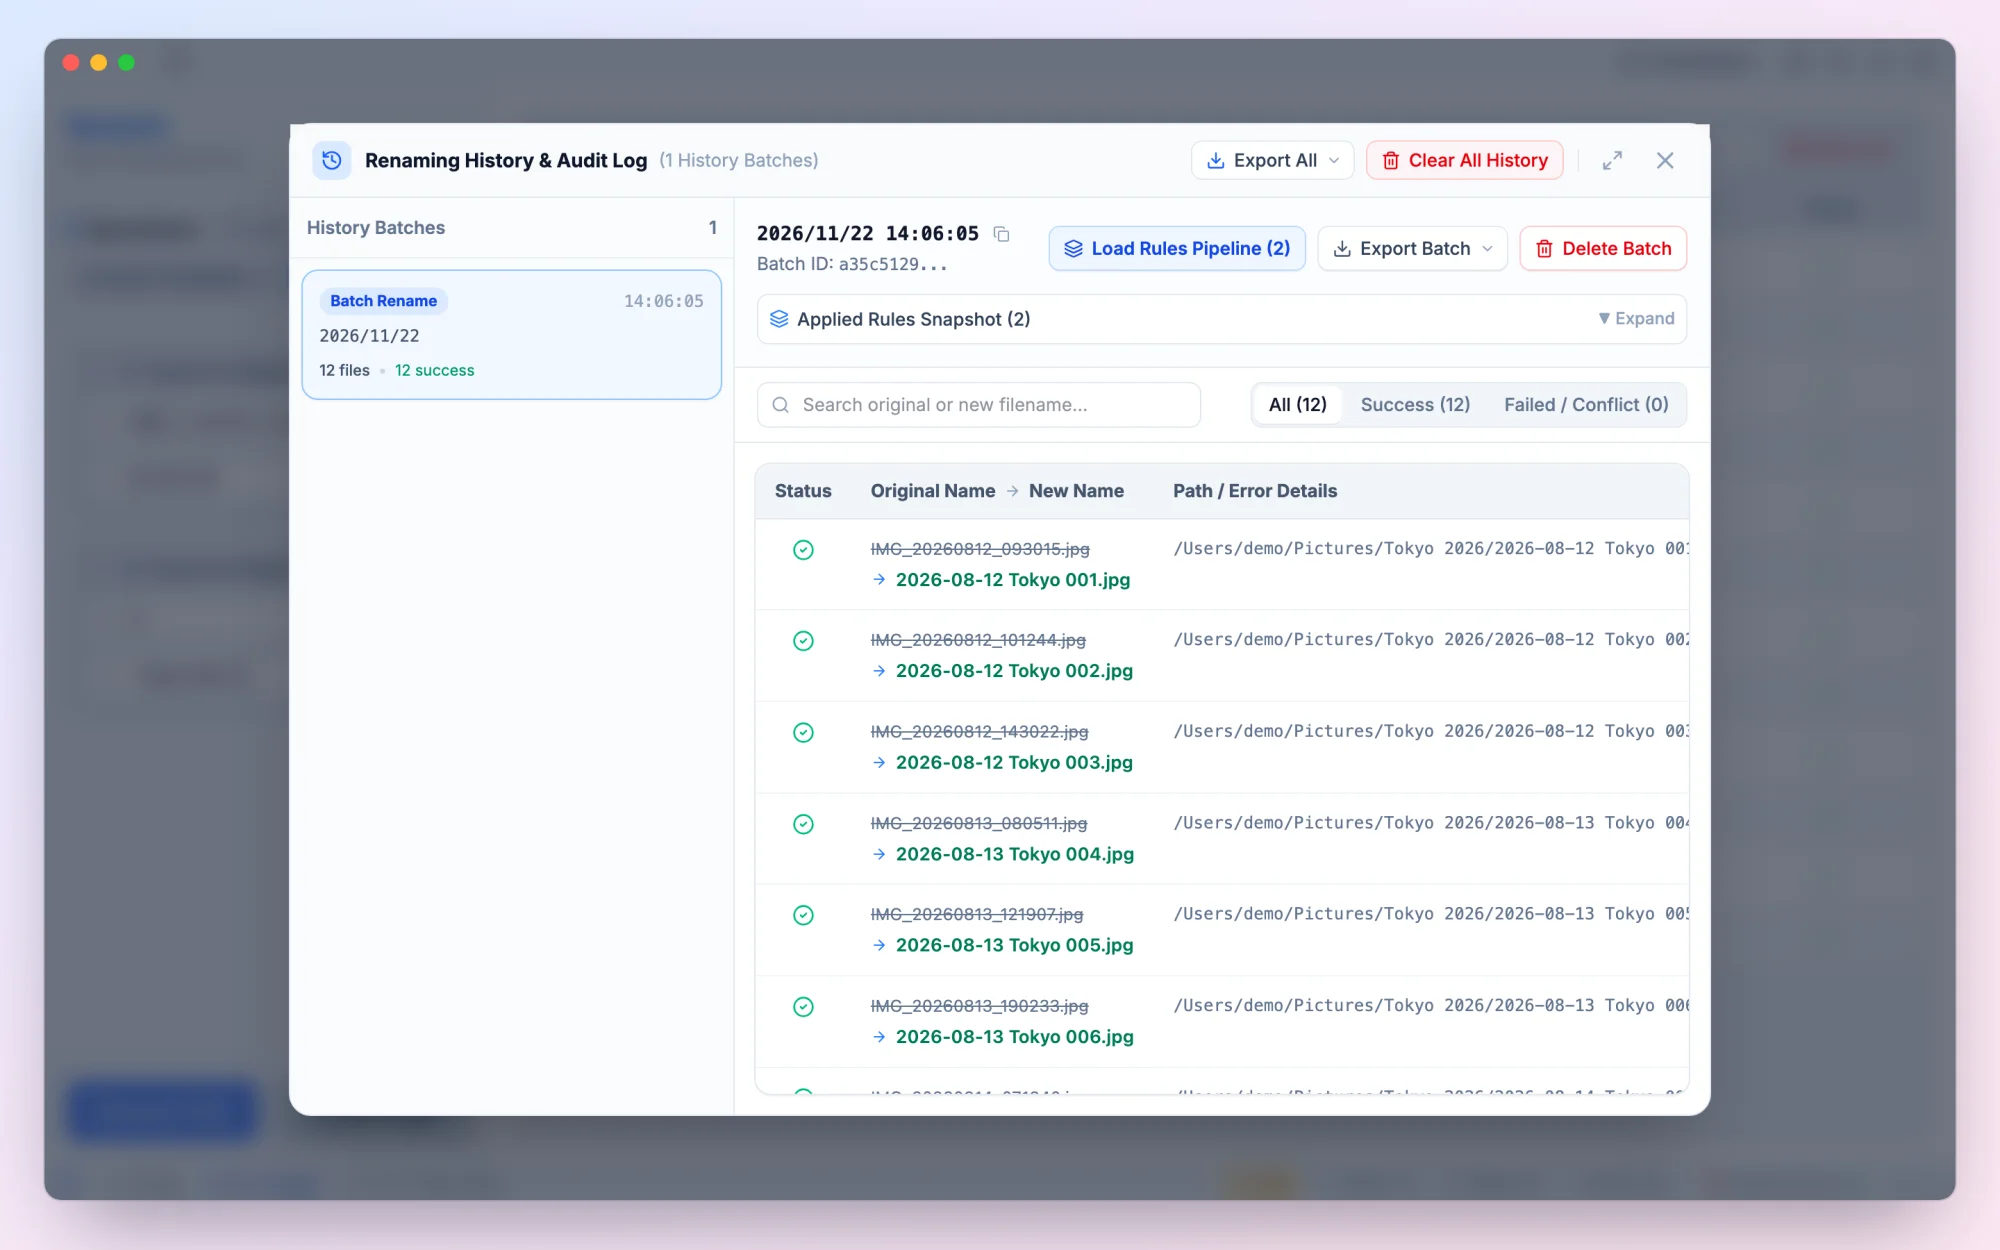 Renaming History & Audit Log (1 History Batches)
Export All
Clear All History
History Batches 1
Batch Rename 14:06:05
2026/11/22
12 files • 12 success
2026/11/22 14:06:05
Batch ID: a35c5129...
Load Rules Pipeline (2)
Export Batch
Delete Batch
Applied Rules Snapshot (2)
▼ Expand
Search original or new filename...
All (12) Success (12) Failed / Conflict (0)
Status Original Name → New Name Path / Error Details
IMG_20260812_093015.jpg /Users/demo/Pictures/Tokyo 2026/2026-08-12 Tokyo 001
→ 2026-08-12 Tokyo 001.jpg
IMG_20260812_101244.jpg /Users/demo/Pictures/Tokyo 2026/2026-08-12 Tokyo 002
→ 2026-08-12 Tokyo 002.jpg
IMG_20260812_143022.jpg /Users/demo/Pictures/Tokyo 2026/2026-08-12 Tokyo 003
→ 2026-08-12 Tokyo 003.jpg
IMG_20260813_080511.jpg /Users/demo/Pictures/Tokyo 2026/2026-08-13 Tokyo 004
→ 2026-08-13 Tokyo 004.jpg
IMG_20260813_121907.jpg /Users/demo/Pictures/Tokyo 2026/2026-08-13 Tokyo 005
→ 2026-08-13 Tokyo 005.jpg
IMG_20260813_190233.jpg /Users/demo/Pictures/Tokyo 2026/2026-08-13 Tokyo 006
→ 2026-08-13 Tokyo 006.jpg